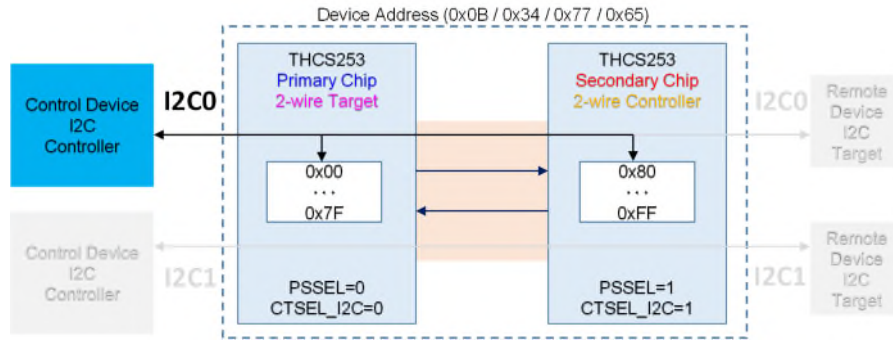 Device Address (0x0B / 0x34 / 0x77 / 0x65)
Control Device
I2C
Controller
I2C0
THCS253
Primary Chip
2-wire Target
0x00
...
0x7F
PSSEL=0
CTSEL_I2C=0
THCS253
Secondary Chip
2-wire Controller
0x80
...
0xFF
PSSEL=1
CTSEL_I2C=1
I2C0
Remote
Device
I2C
Target
Control Device
I2C
Controller
I2C1
I2C1
Remote
Device
I2C
Target